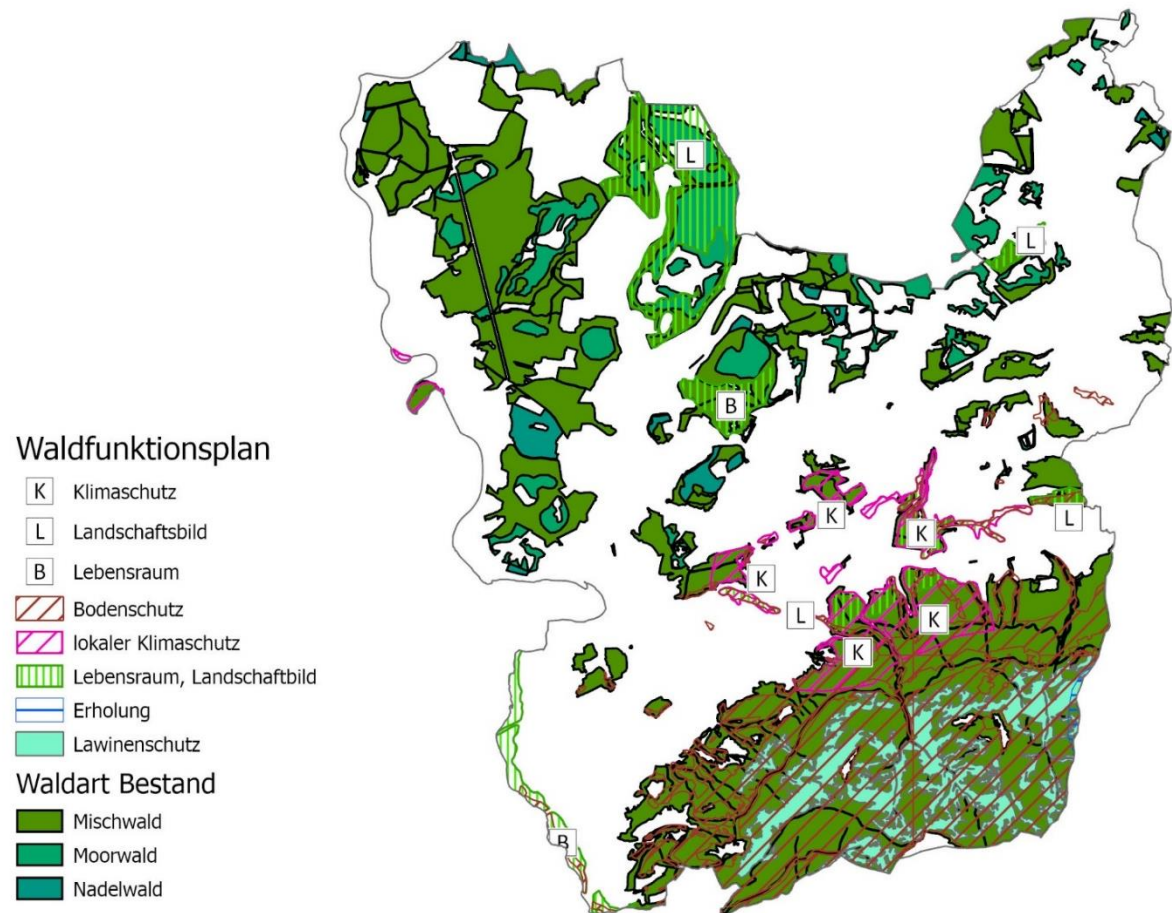 Waldfunktionsplan
K Klimaschutz
L Landschaftsbild
B Lebensraum
Bodenschutz
lokaler Klimaschutz
Lebensraum, Landschaftbild
Erholung
Lawinenschutz
Waldart Bestand
Mischwald
Moorwald
Nadelwald
L
L
B
K
K
L
K
L
K
K
B